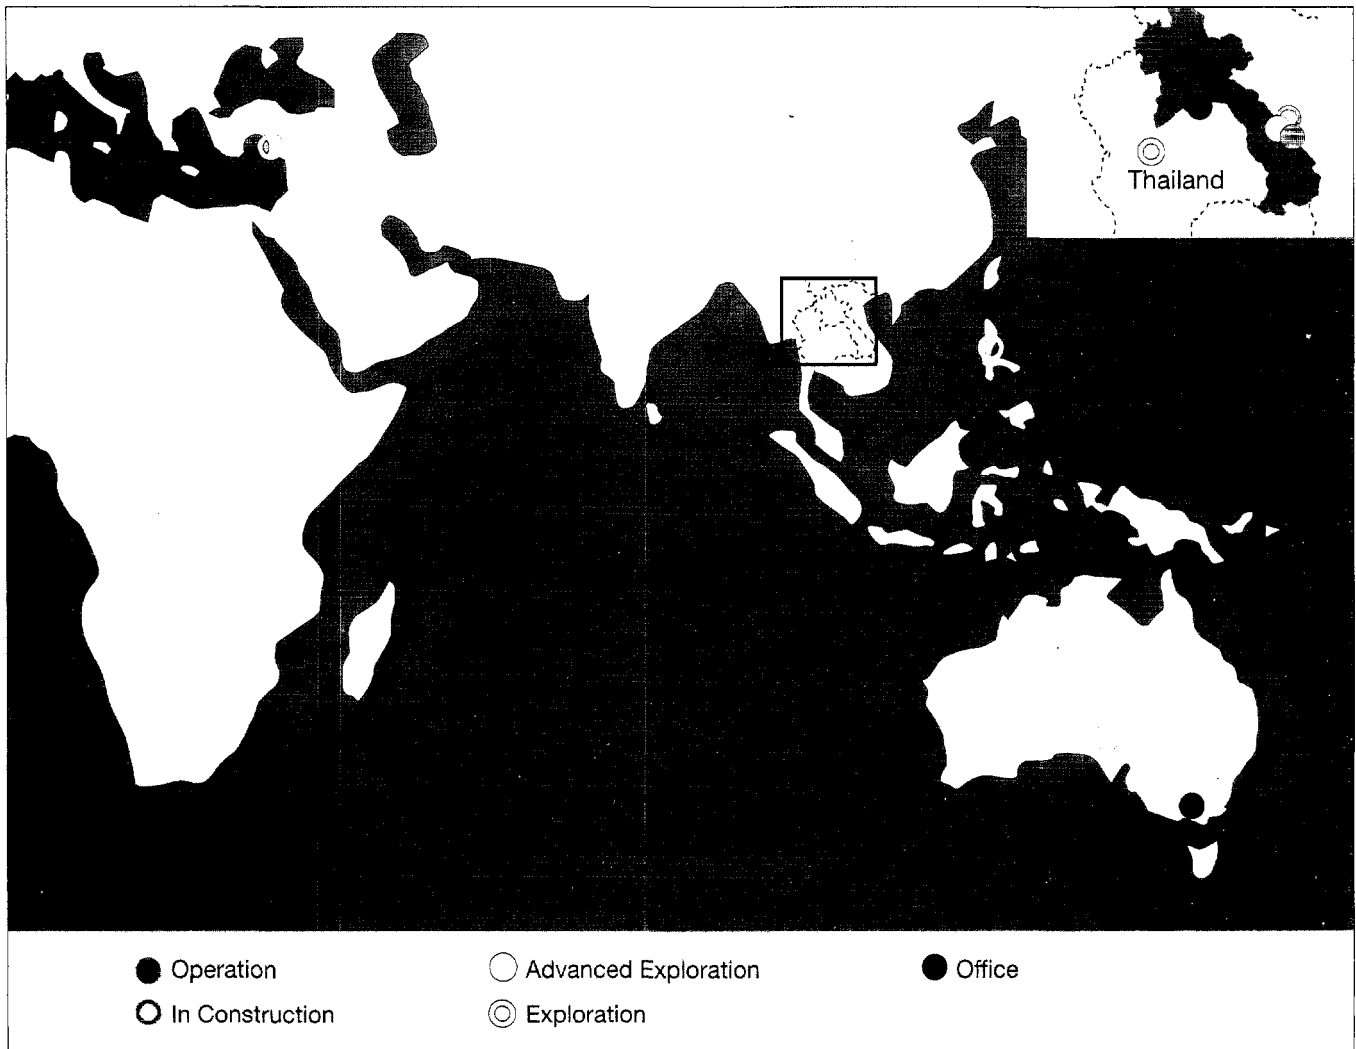 Thailand
Operation
Advanced Exploration
Office
In Construction
Exploration